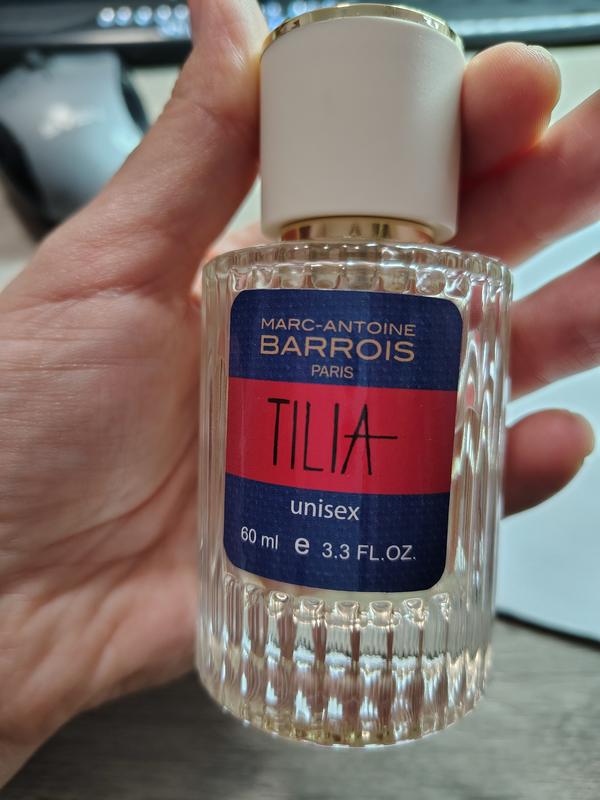 MARC-ANTOINE
BARROIS
PARIS
TILIA
unisex
60 ml e 3.3 FL.OZ.